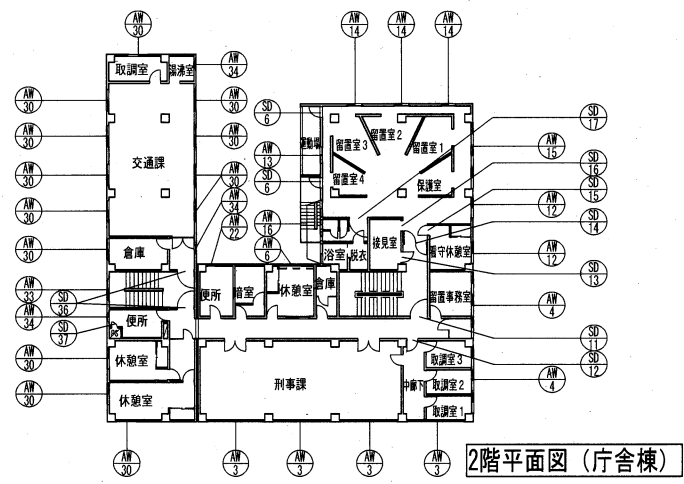 AW 30
AW 14
AW 14
AW 14
取調室
湯沸室
AW 34
AW 30
AW 30
SD 6
SD 17
AW 30
AW 30
運動場
留置室3
留置室2
留置室1
AW 15
交通課
AW 13
SD 16
AW 30
AW 30
SD 6
留置室4
保護室
SD 15
AW 30
AW 34
AW 16
AW 12
AW 22
SD 14
AW 30
倉庫
AW 6
浴室
脱衣
接見室
看守休憩室
AW 12
AW 33
SD 36
便所
暗室
休憩室
倉庫
SD 13
留置事務室
AW 4
AW 34
便所
PS
SD 37
SD 11
AW 30
休憩室
取調室3
SD 12
刑事課
中廊下
取調室2
AW 4
AW 30
休憩室
取調室1
AW 30
AW 3
AW 3
AW 3
AW 3
2階平面図（庁舎棟）